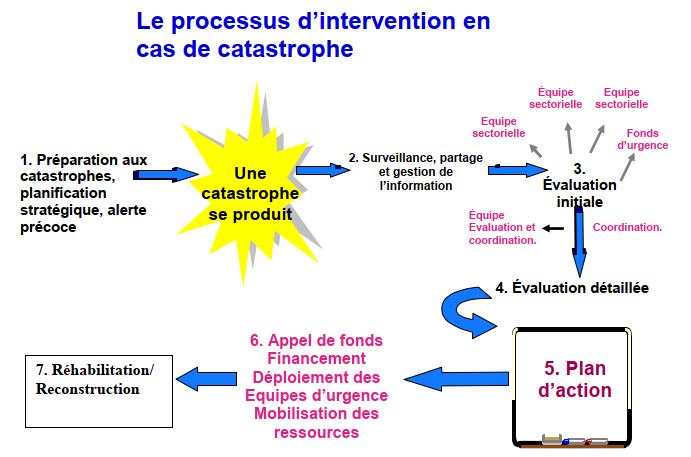 Le processus d’intervention en
cas de catastrophe
1. Préparation aux
catastrophes,
planification
stratégique, alerte
précoce
Une
catastrophe
se produit
2. Surveillance, partage
et gestion de
l’information
Équipe
sectorielle
Équipe
sectorielle
Equipe
sectorielle
Fonds
d’urgence
3.
Évaluation
initiale
Équipe
Evaluation et
coordination.
Coordination.
4. Évaluation détaillée
5. Plan
d’action
6. Appel de fonds
Financement
Déploiement des
Equipes d’urgence
Mobilisation des
ressources
7. Réhabilitation/
Reconstruction